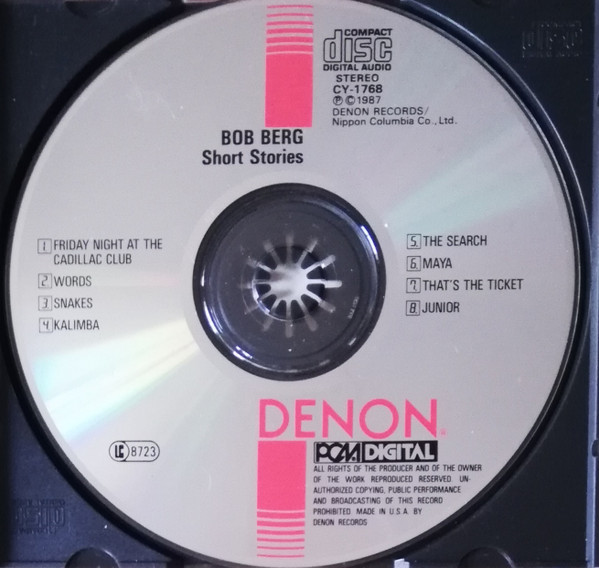 COMPACT
disc
DIGITAL AUDIO
STEREO
CY-1768
℗ © 1987
DENON RECORDS/
Nippon Columbia Co., Ltd.
BOB BERG
Short Stories
1. FRIDAY NIGHT AT THE
CADILLAC CLUB
2. WORDS
3. SNAKES
4. KALIMBA
5. THE SEARCH
6. MAYA
7. THAT'S THE TICKET
8. JUNIOR
DENON®
PCM DIGITAL
LC 8723
ALL RIGHTS OF THE PRODUCER AND OF THE OWNER
OF THE WORK REPRODUCED RESERVED. UN-
AUTHORIZED COPYING, PUBLIC PERFORMANCE
AND BROADCASTING OF THIS RECORD
PROHIBITED. MADE IN U.S.A. BY
DENON RECORDS